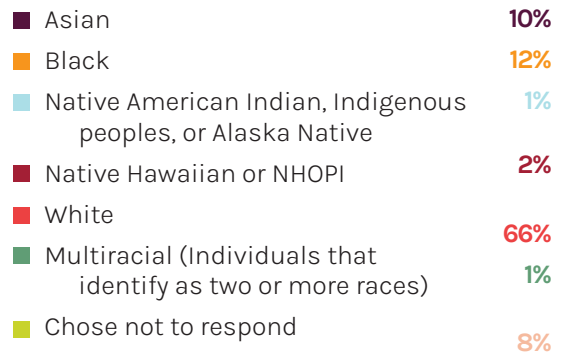 Asian 10%
Black 12%
Native American Indian, Indigenous 1%
peoples, or Alaska Native
Native Hawaiian or NHOPI 2%
White 66%
Multiracial (Individuals that 1%
identify as two or more races)
Chose not to respond 8%